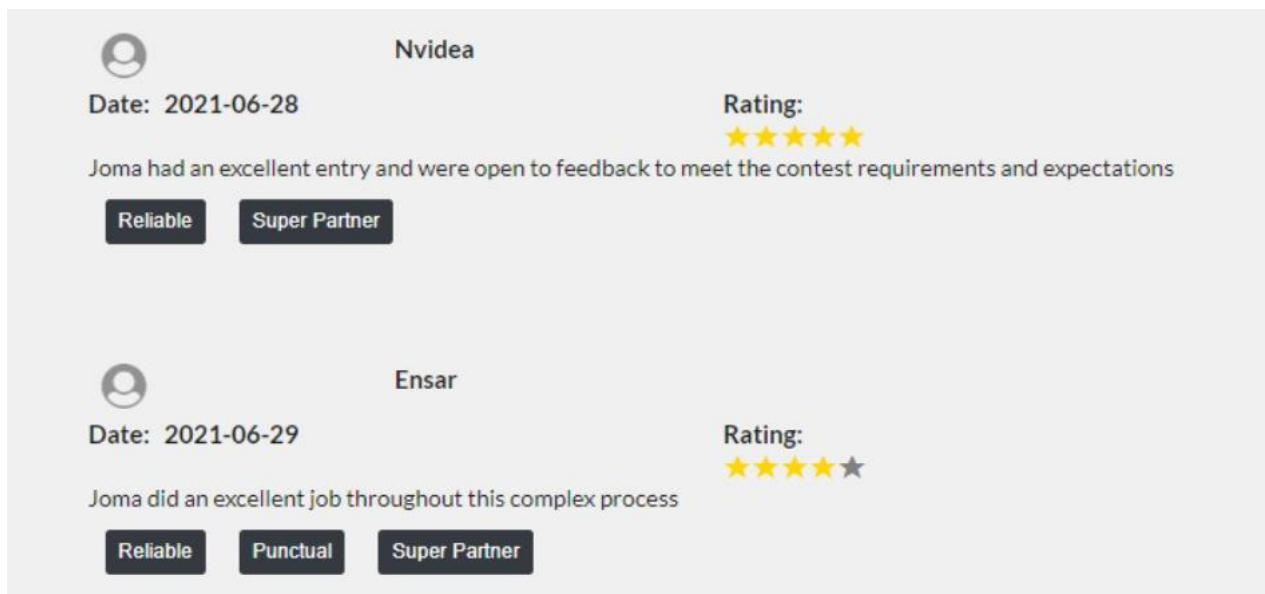 Nvidea
Date: 2021-06-28 Rating:
Joma had an excellent entry and were open to feedback to meet the contest requirements and expectations
Reliable Super Partner
Ensar
Date: 2021-06-29 Rating:
Joma did an excellent job throughout this complex process
Reliable Punctual Super Partner